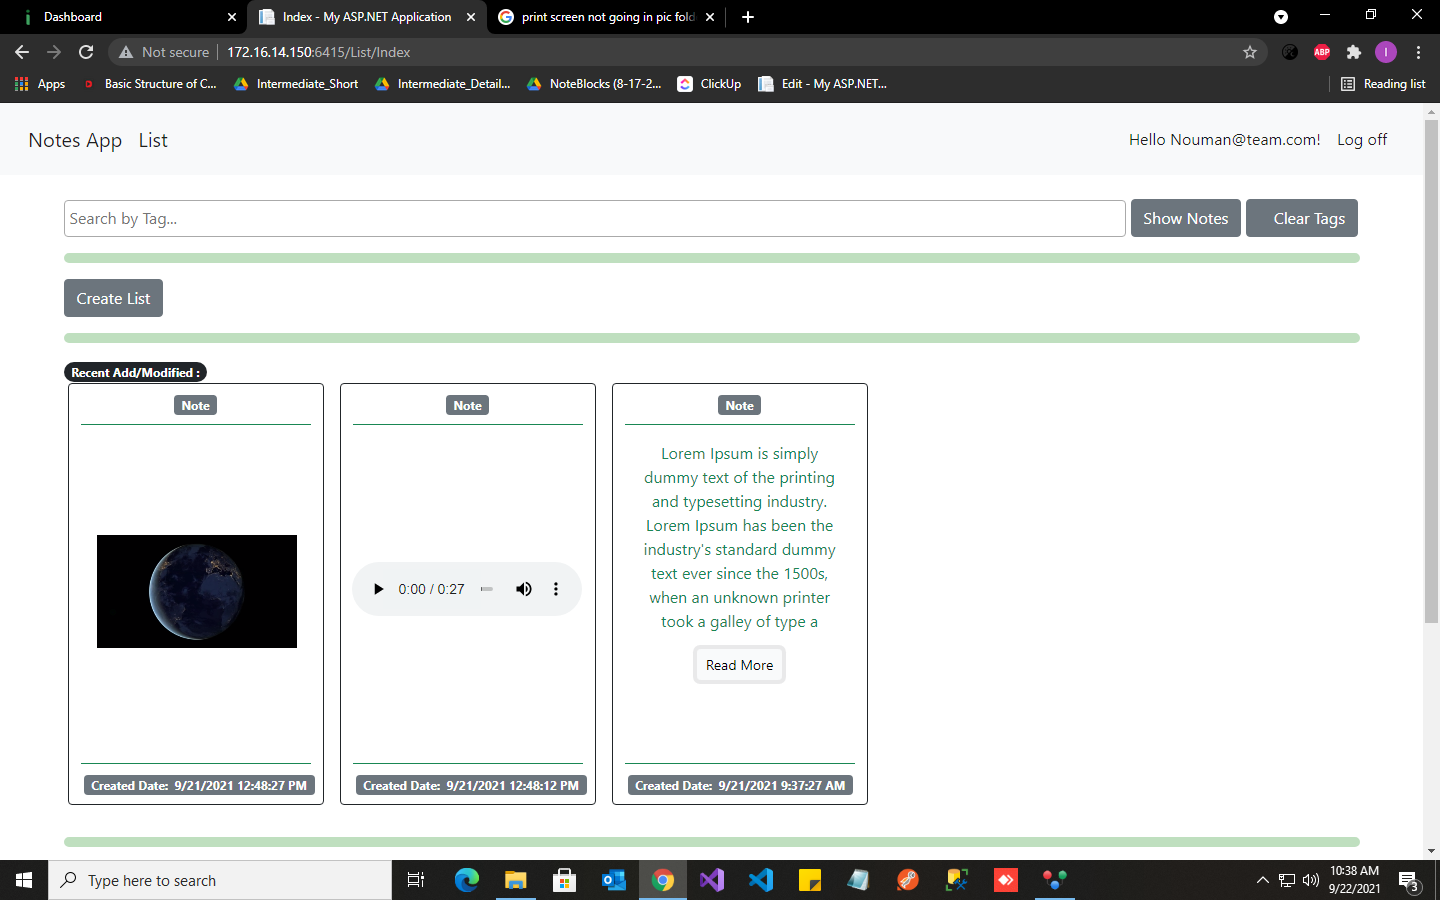 Dashboard
Index - My ASP.NET Application
print screen not going in pic fold
Not secure
172.16.14.150:6415/List/Index
ABP
I
Apps
Basic Structure of C...
Intermediate_Short
Intermediate_Detail...
NoteBlocks (8-17-2...
ClickUp
Edit - My ASP.NET...
Reading list
Notes App
List
Hello Nouman@team.com!
Log off
Search by Tag...
Show Notes
Clear Tags
Create List
Recent Add/Modified :
Note
0:00 / 0:27
Created Date: 9/21/2021 12:48:27 PM
Note
Created Date: 9/21/2021 12:48:12 PM
Note
Lorem Ipsum is simply
dummy text of the printing
and typesetting industry.
Lorem Ipsum has been the
industry's standard dummy
text ever since the 1500s,
when an unknown printer
took a galley of type a
Read More
Created Date: 9/21/2021 9:37:27 AM
Type here to search
10:38 AM
9/22/2021
3